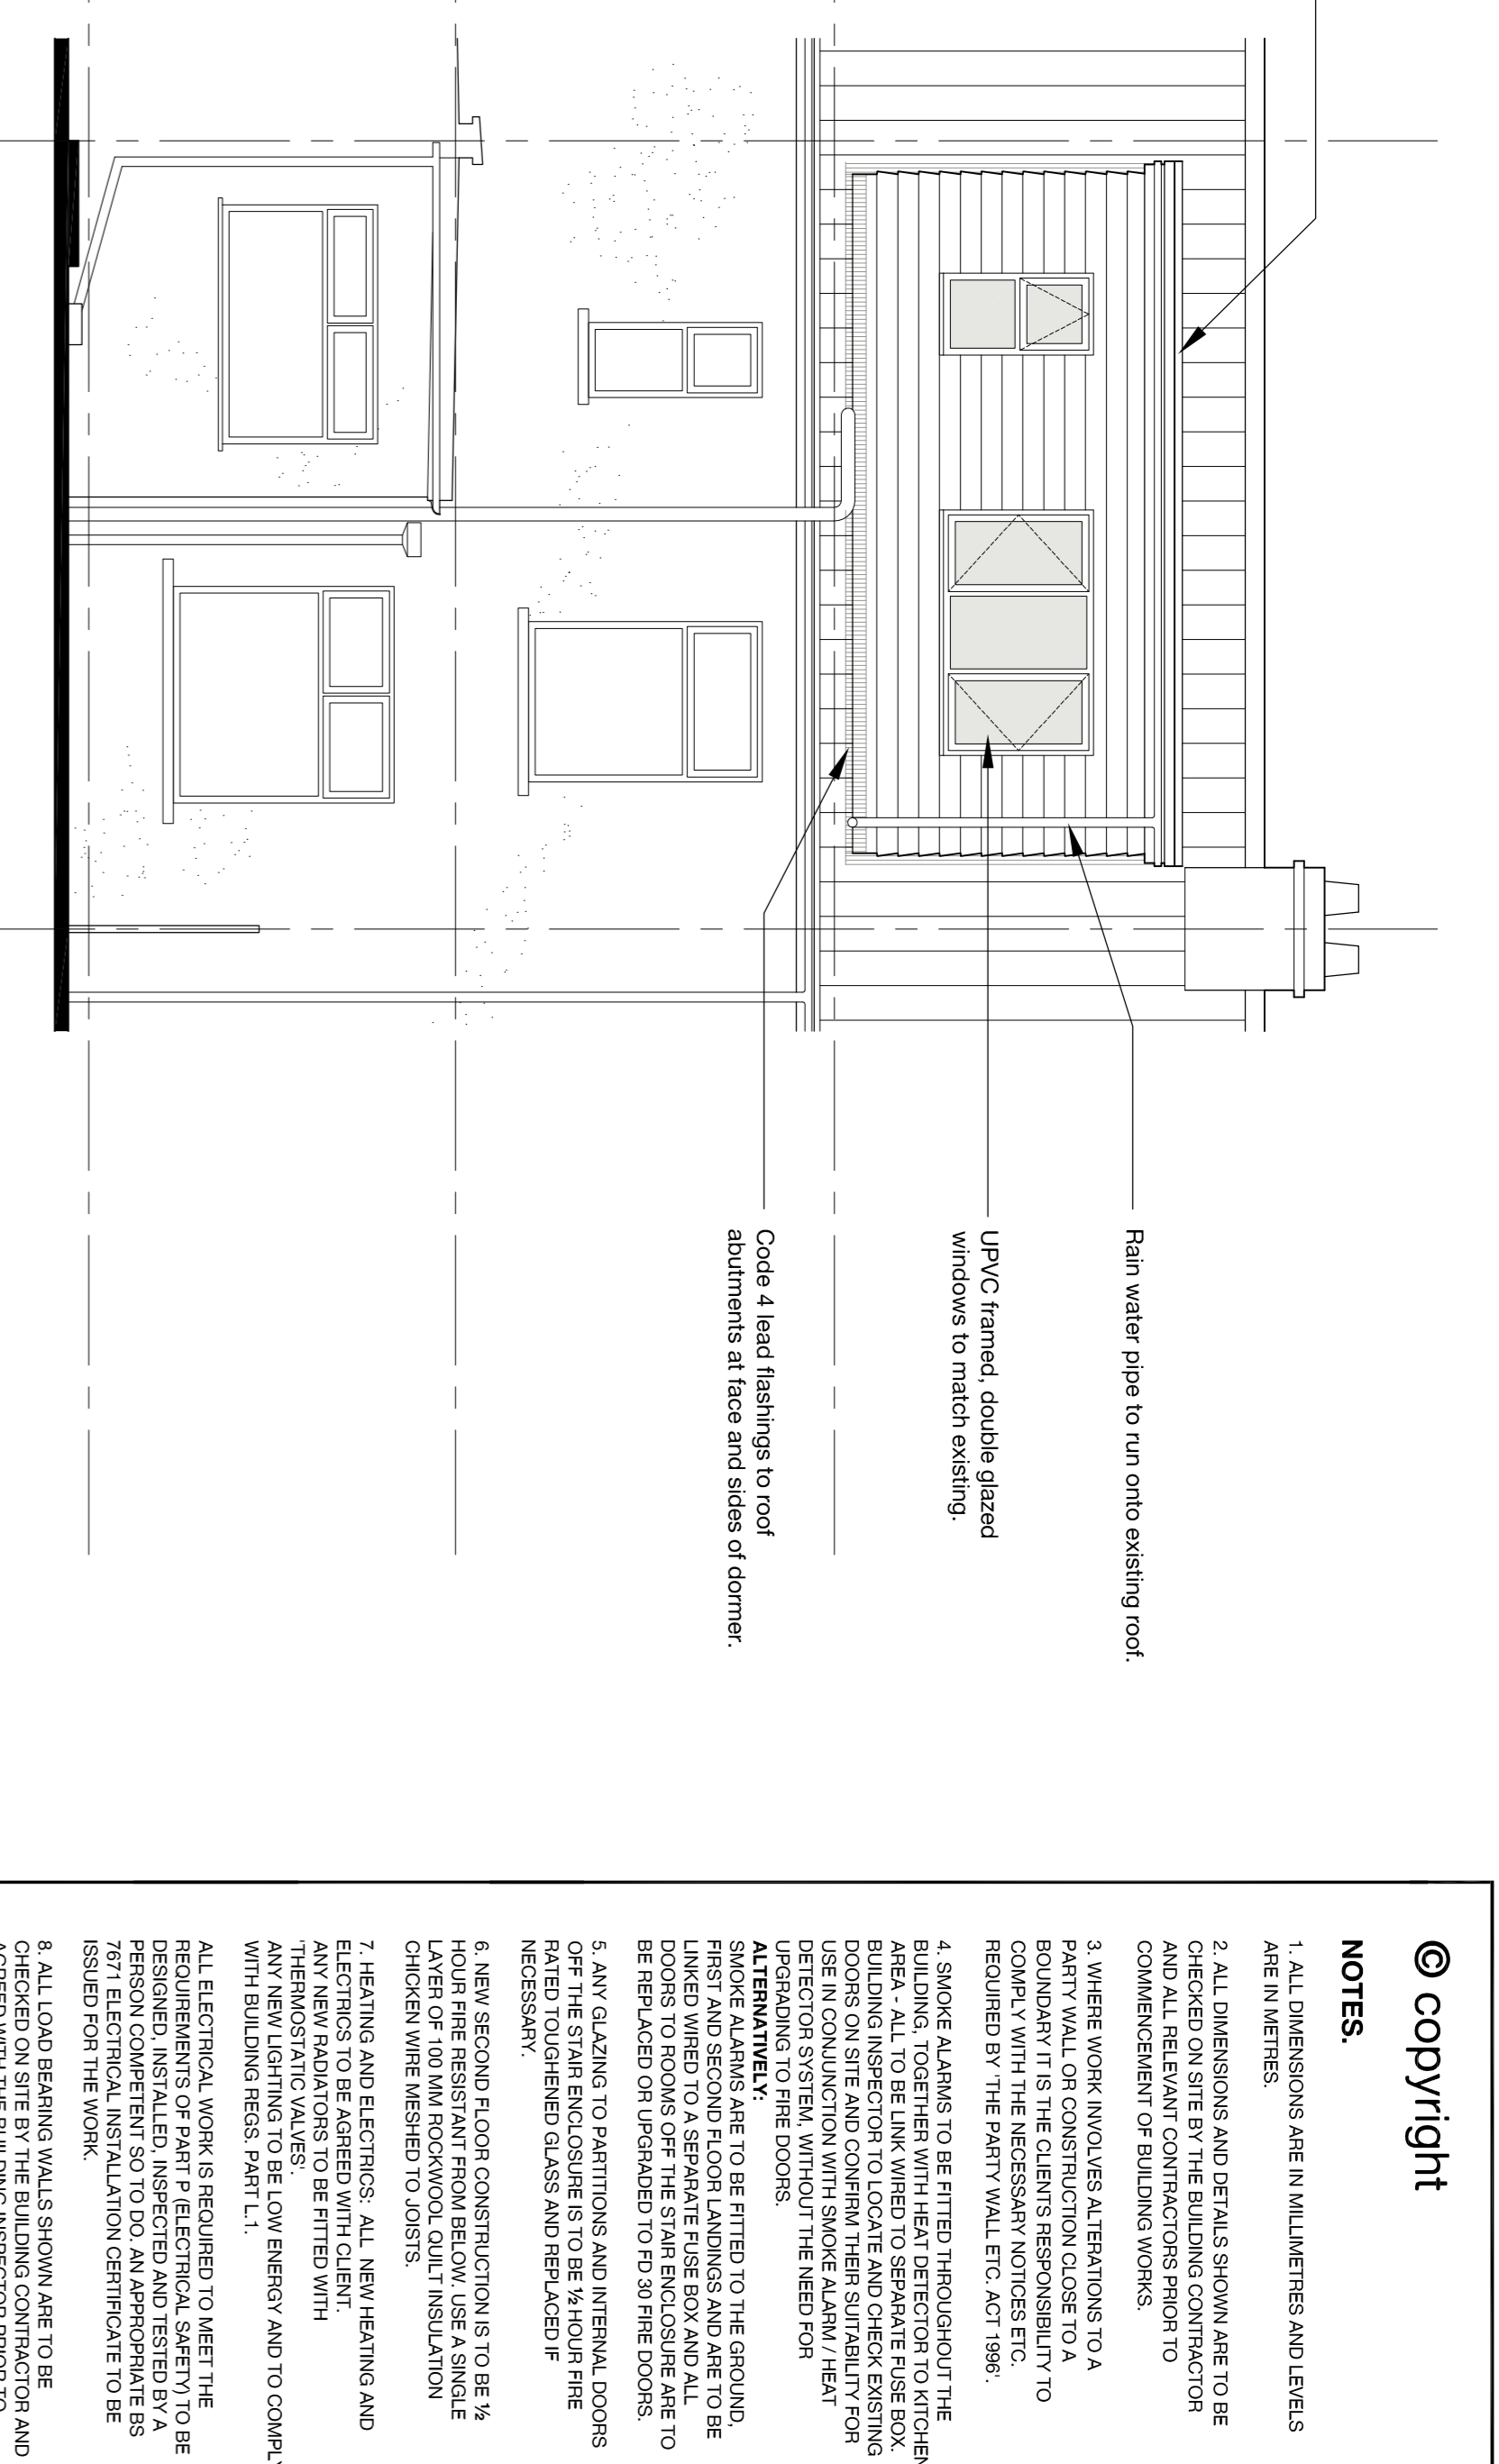 Rain water pipe to run onto existing roof.
UPVC framed, double glazed
windows to match existing.
Code 4 lead flashings to roof
abutments at face and sides of dormer.
© copyright
NOTES.
1. ALL DIMENSIONS ARE IN MILLIMETRES AND LEVELS
ARE IN METRES.
2. ALL DIMENSIONS AND DETAILS SHOWN ARE TO BE
CHECKED ON SITE BY THE BUILDING CONTRACTOR
AND ALL RELEVANT CONTRACTORS PRIOR TO
COMMENCEMENT OF BUILDING WORKS.
3. WHERE WORK INVOLVES ALTERATIONS TO A
PARTY WALL OR CONSTRUCTION CLOSE TO A
BOUNDARY IT IS THE CLIENTS RESPONSIBILITY TO
COMPLY WITH THE NECESSARY NOTICES ETC.
REQUIRED BY 'THE PARTY WALL ETC. ACT 1996'.
4. SMOKE ALARMS TO BE FITTED THROUGHOUT THE
BUILDING, TOGETHER WITH HEAT DETECTOR TO KITCHEN
AREA - ALL TO BE LINK WIRED TO SEPARATE FUSE BOX.
BUILDING INSPECTOR TO LOCATE AND CHECK EXISTING
DOORS ON SITE AND CONFIRM THEIR SUITABILITY FOR
USE IN CONJUNCTION WITH SMOKE ALARM / HEAT
DETECTOR SYSTEM, WITHOUT THE NEED FOR
UPGRADING TO FIRE DOORS.
ALTERNATIVELY:
SMOKE ALARMS ARE TO BE FITTED TO THE GROUND,
FIRST AND SECOND FLOOR LANDINGS AND ARE TO BE
LINKED WIRED TO A SEPARATE FUSE BOX AND ALL
DOORS TO ROOMS OFF THE STAIR ENCLOSURE ARE TO
BE REPLACED OR UPGRADED TO FD 30 FIRE DOORS.
5. ANY GLAZING TO PARTITIONS AND INTERNAL DOORS
OFF THE STAIR ENCLOSURE IS TO BE ½ HOUR FIRE
RATED TOUGHENED GLASS AND REPLACED IF
NECESSARY.
6. NEW SECOND FLOOR CONSTRUCTION IS TO BE ½
HOUR FIRE RESISTANT FROM BELOW. USE A SINGLE
LAYER OF 100 MM ROCKWOOL QUILT INSULATION
CHICKEN WIRE MESHED TO JOISTS.
7. HEATING AND ELECTRICS: ALL NEW HEATING AND
ELECTRICS TO BE AGREED WITH CLIENT.
ANY NEW RADIATORS TO BE FITTED WITH
'THERMOSTATIC VALVES'.
ANY NEW LIGHTING TO BE LOW ENERGY AND TO COMPLY
WITH BUILDING REGS. PART L.1.
ALL ELECTRICAL WORK IS REQUIRED TO MEET THE
REQUIREMENTS OF PART P (ELECTRICAL SAFETY) TO BE
DESIGNED, INSTALLED, INSPECTED AND TESTED BY A
PERSON COMPETENT SO TO DO. AN APPROPRIATE BS
7671 ELECTRICAL INSTALLATION CERTIFICATE TO BE
ISSUED FOR THE WORK.
8. ALL LOAD BEARING WALLS SHOWN ARE TO BE
CHECKED ON SITE BY THE BUILDING CONTRACTOR AND
AGREED WITH THE BUILDING INSPECTOR PRIOR TO